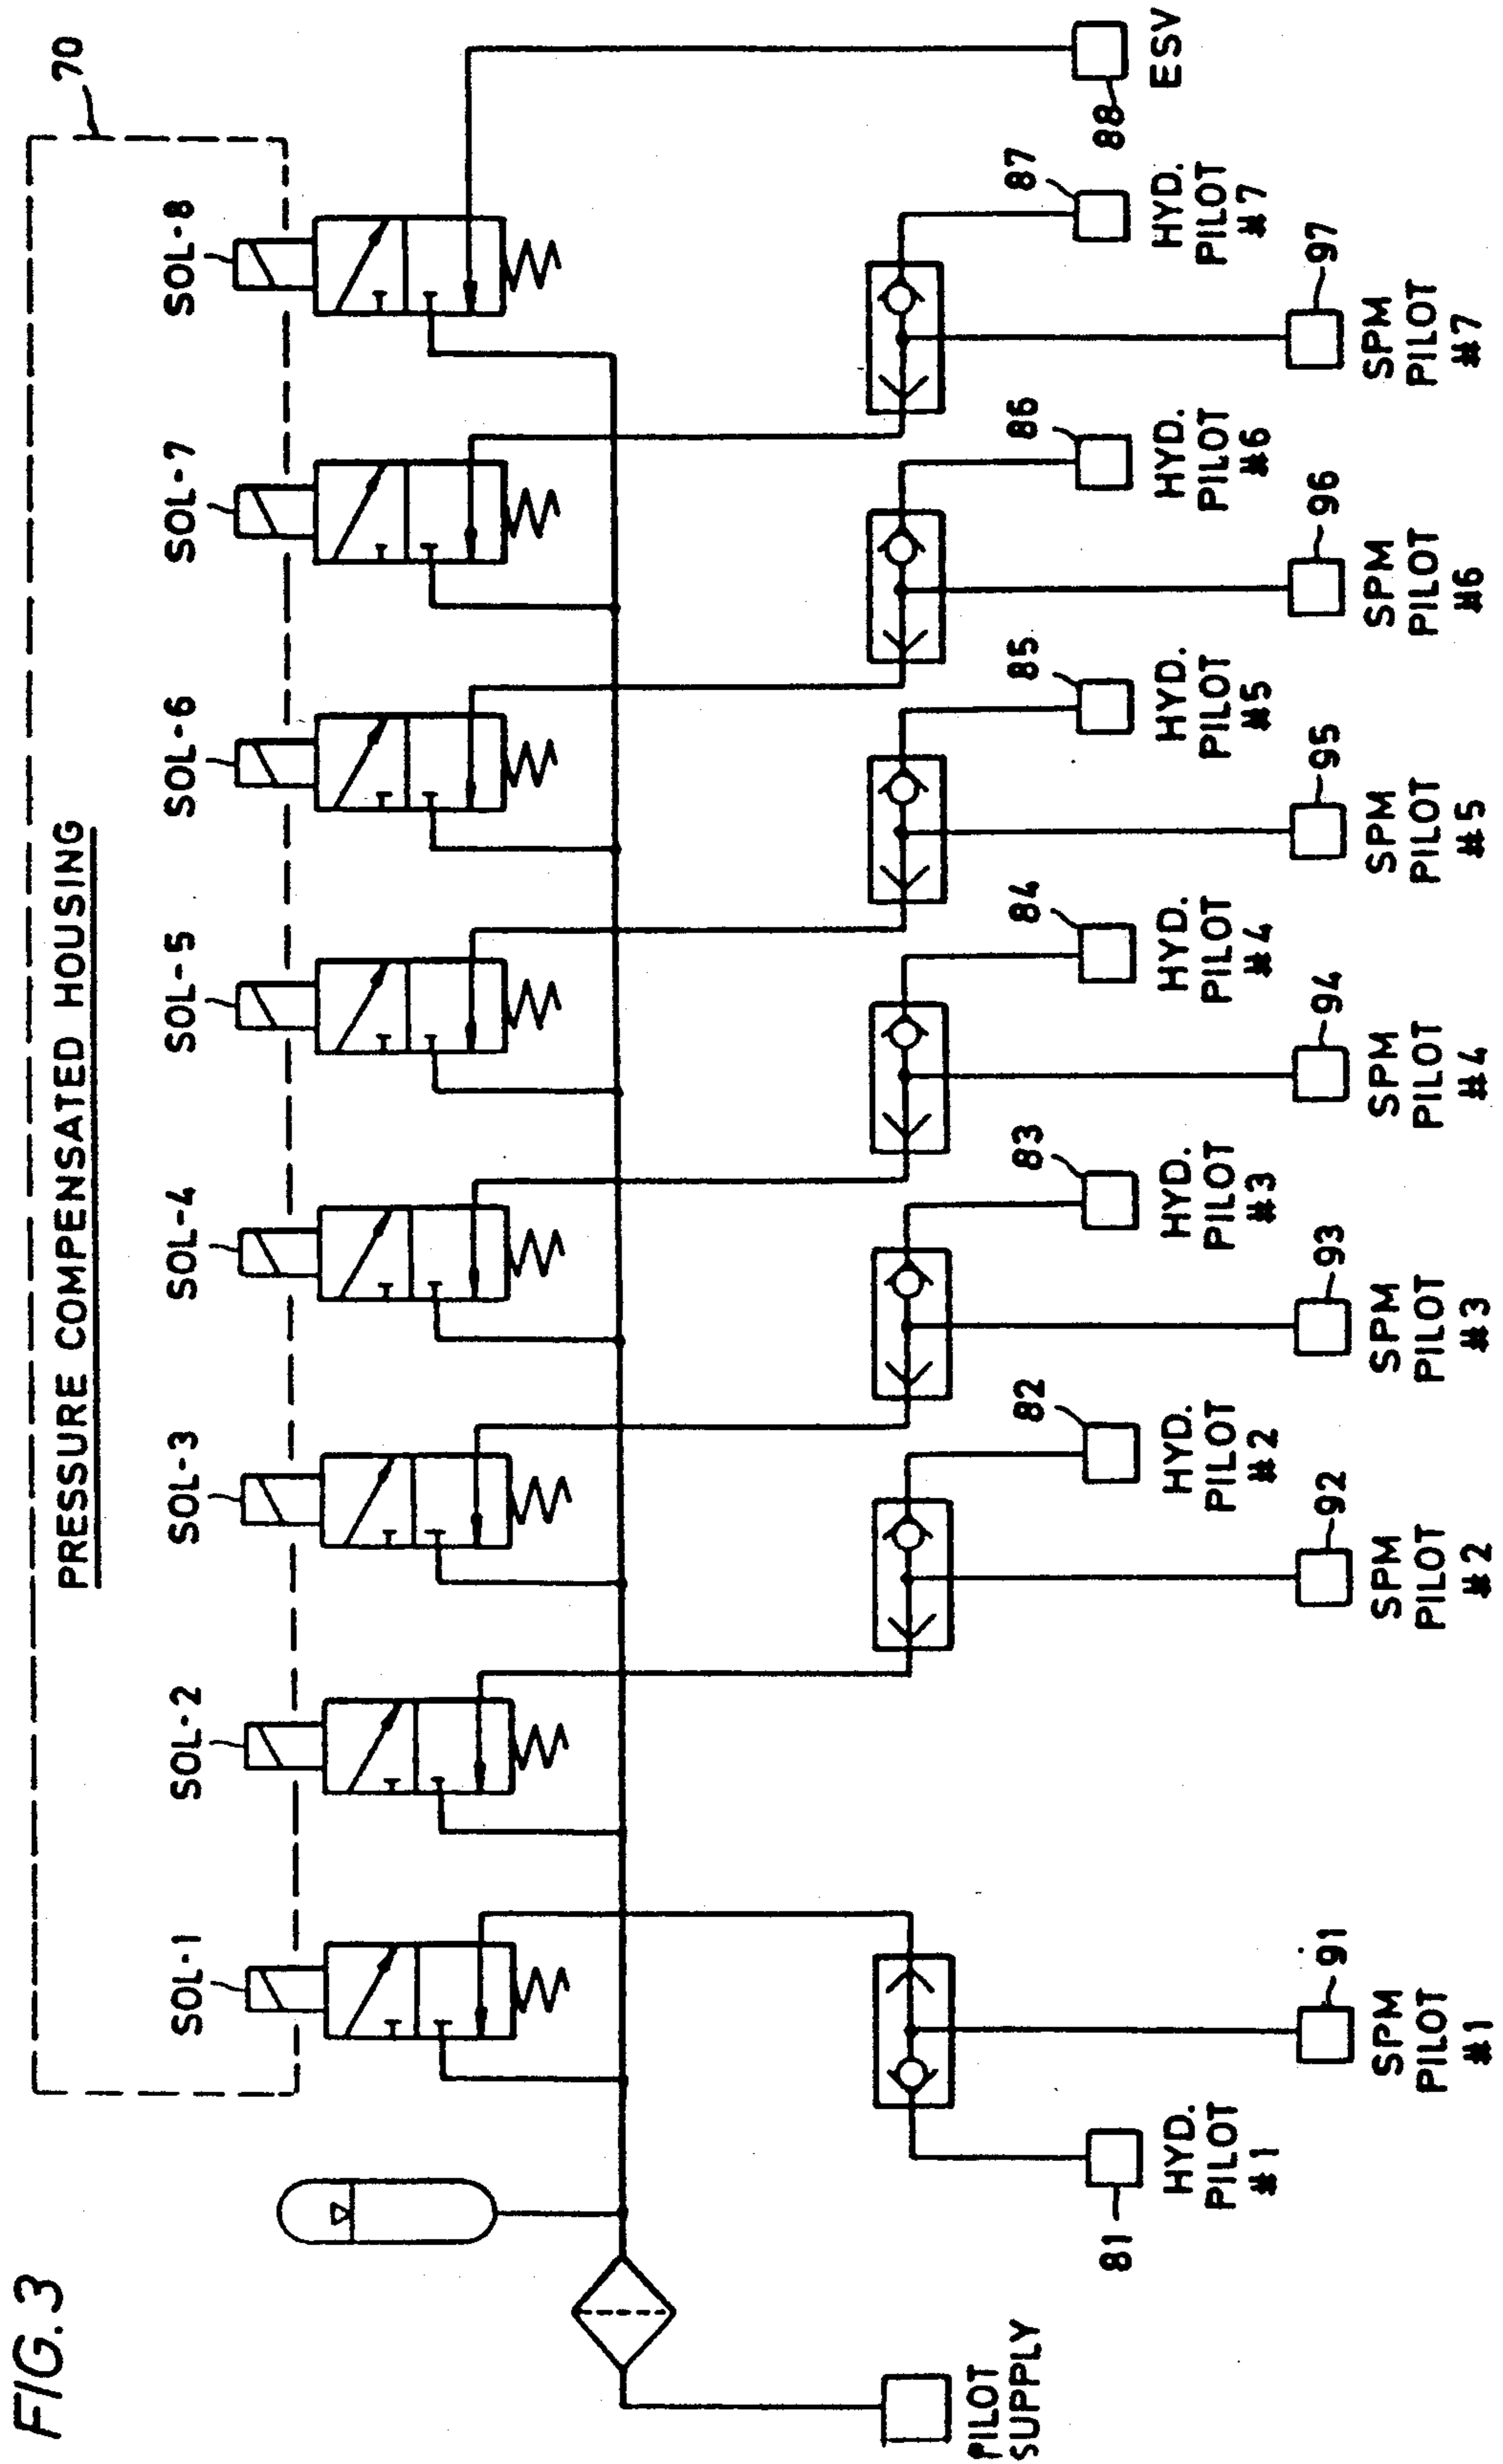 FIG. 3
PRESSURE COMPENSATED HOUSING
70
SOL-1
SOL-2
SOL-3
SOL-4
SOL-5
SOL-6
SOL-7
SOL-8
PILOT
SUPPLY
81
HYD.
PILOT
#1
82
HYD.
PILOT
#2
83
HYD.
PILOT
#3
84
HYD.
PILOT
#4
85
HYD.
PILOT
#5
86
HYD.
PILOT
#6
87
HYD.
PILOT
#7
88
ESV
91
SPM
PILOT
#1
92
SPM
PILOT
#2
93
SPM
PILOT
#3
94
SPM
PILOT
#4
95
SPM
PILOT
#5
96
SPM
PILOT
#6
97
SPM
PILOT
#7